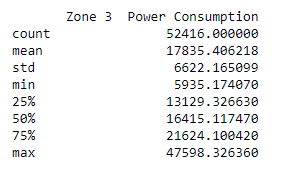 Zone 3  Power Consumption
count 52416.000000
mean 17835.406218
std 6622.165099
min 5935.174070
25% 13129.326630
50% 16415.117470
75% 21624.100420
max 47598.326360